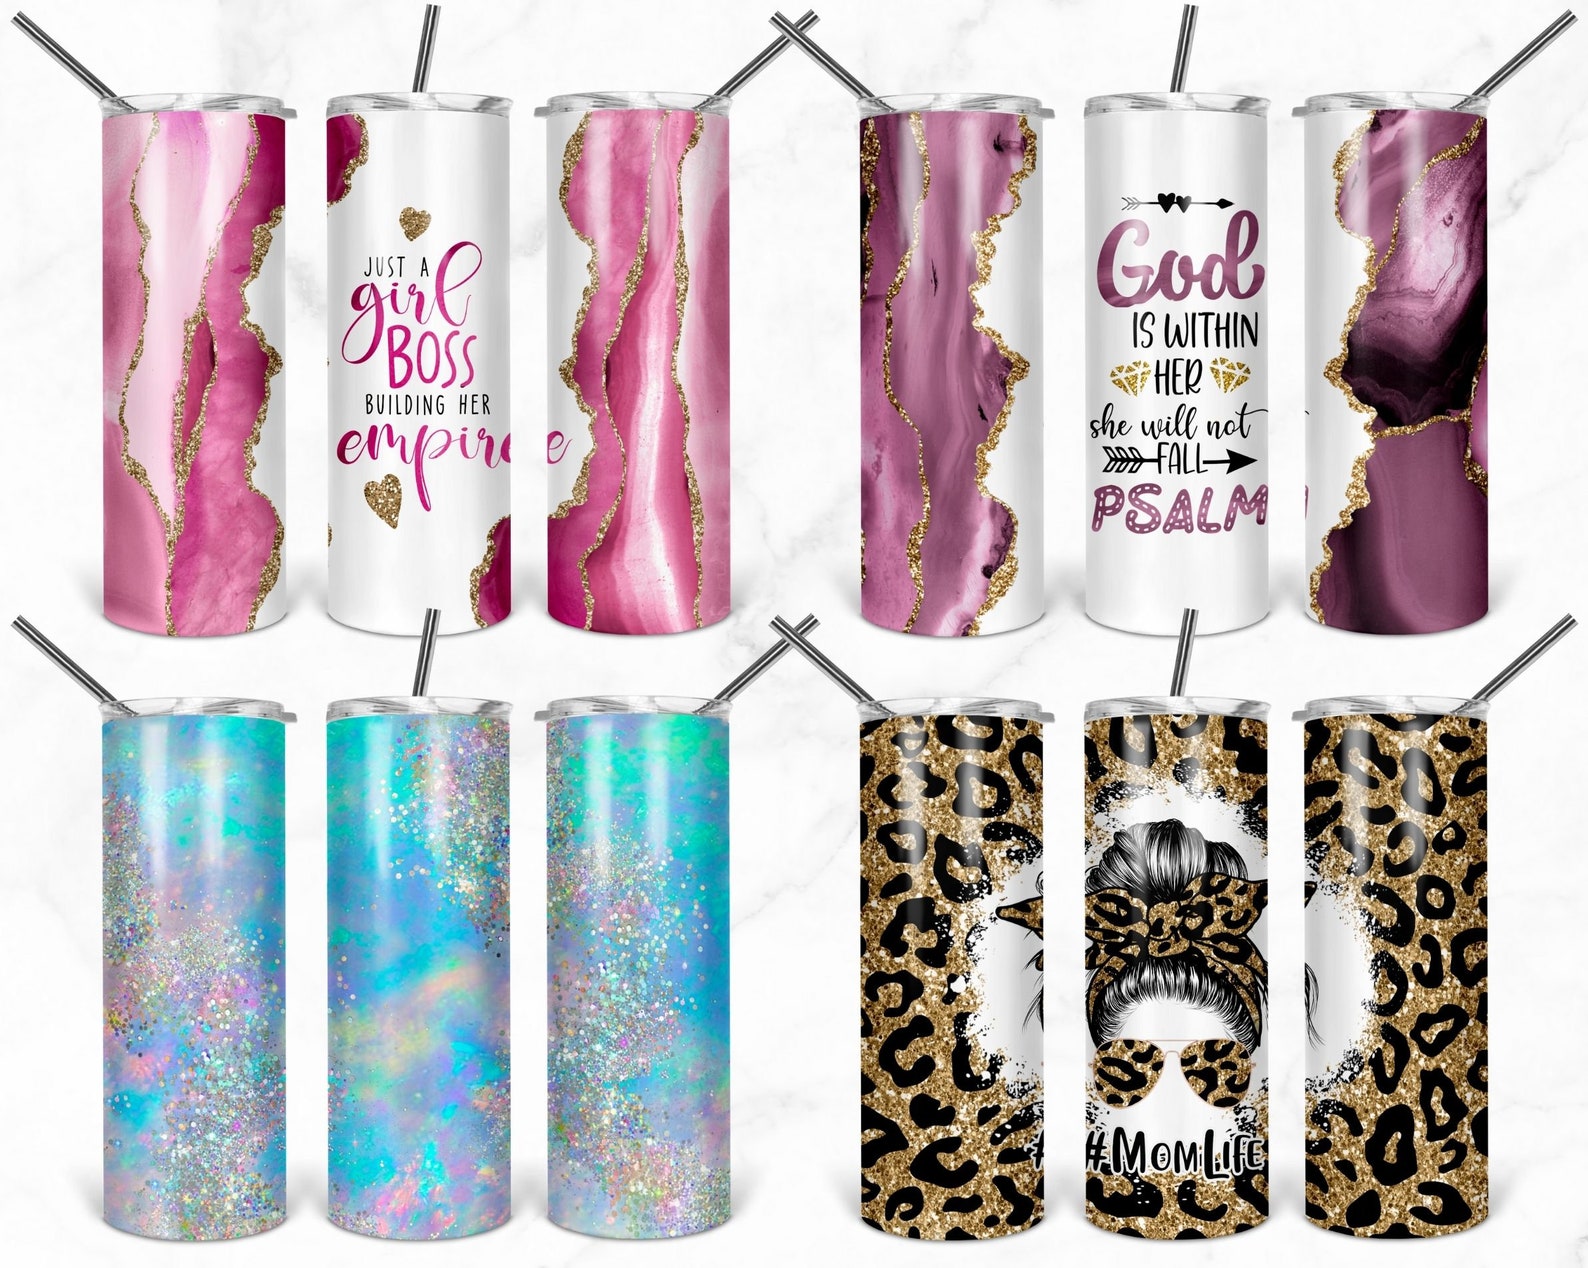 JUST A
girl
BOSS
BUILDING HER
empire
God
IS WITHIN
HER
she will not
FALL
PSALM
#MomLife